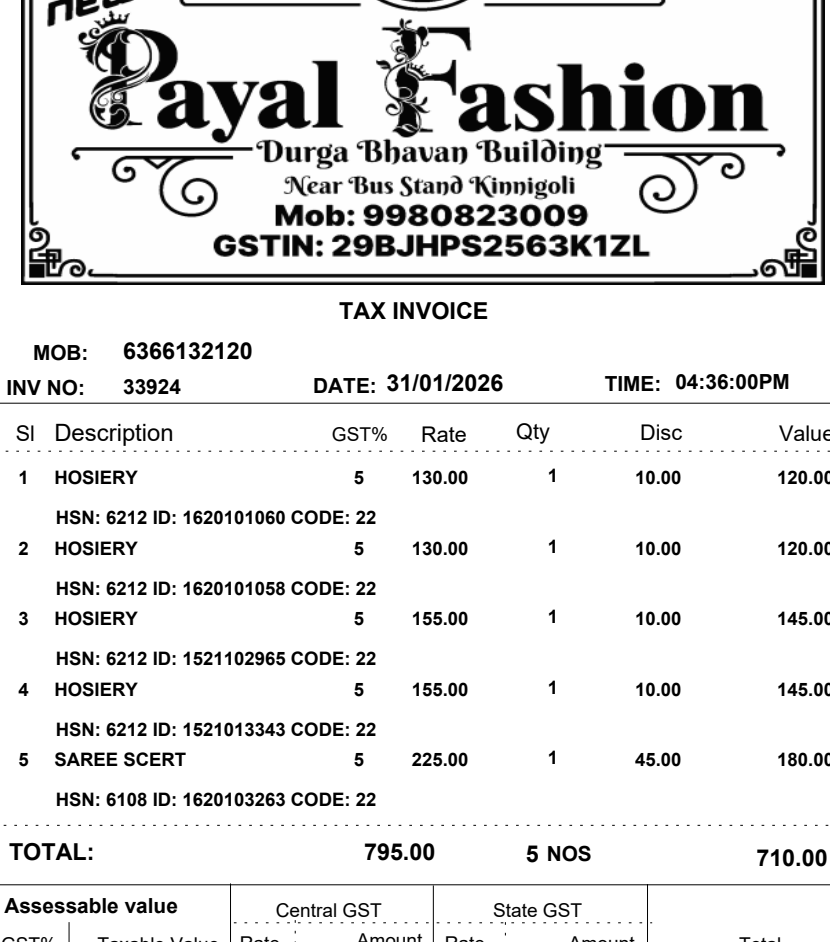 new
Payal Fashion
Durga Bhavan Building
Near Bus Stand Kinnigoli
Mob: 9980823009
GSTIN: 29BJHPS2563K1ZL
TAX INVOICE
MOB: 6366132120
INV NO: 33924 DATE: 31/01/2026 TIME: 04:36:00PM
Sl Description GST% Rate Qty Disc Value
1 HOSIERY 5 130.00 1 10.00 120.00
HSN: 6212 ID: 1620101060 CODE: 22
2 HOSIERY 5 130.00 1 10.00 120.00
HSN: 6212 ID: 1620101058 CODE: 22
3 HOSIERY 5 155.00 1 10.00 145.00
HSN: 6212 ID: 1521102965 CODE: 22
4 HOSIERY 5 155.00 1 10.00 145.00
HSN: 6212 ID: 1521013343 CODE: 22
5 SAREE SCERT 5 225.00 1 45.00 180.00
HSN: 6108 ID: 1620103263 CODE: 22
TOTAL: 795.00 5 NOS 710.00
Assessable value Central GST State GST
GST% Taxable Value Rate Amount Rate Amount Total